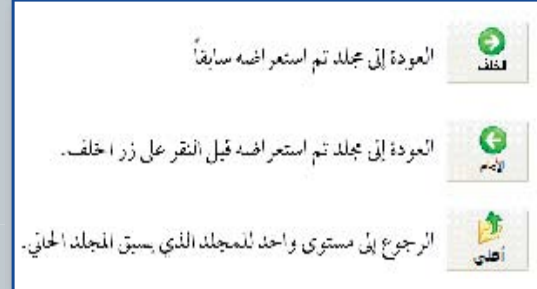 الخلف
العودة إلى مجلد تم استعراضه سابقاً
الأمام
العودة إلى مجلد تم استعراضه قبل النقر على زر الخلف.
أعلى
الرجوع إلى مستوى واحد للمجلد الذي يسبق المجلد الحالي.